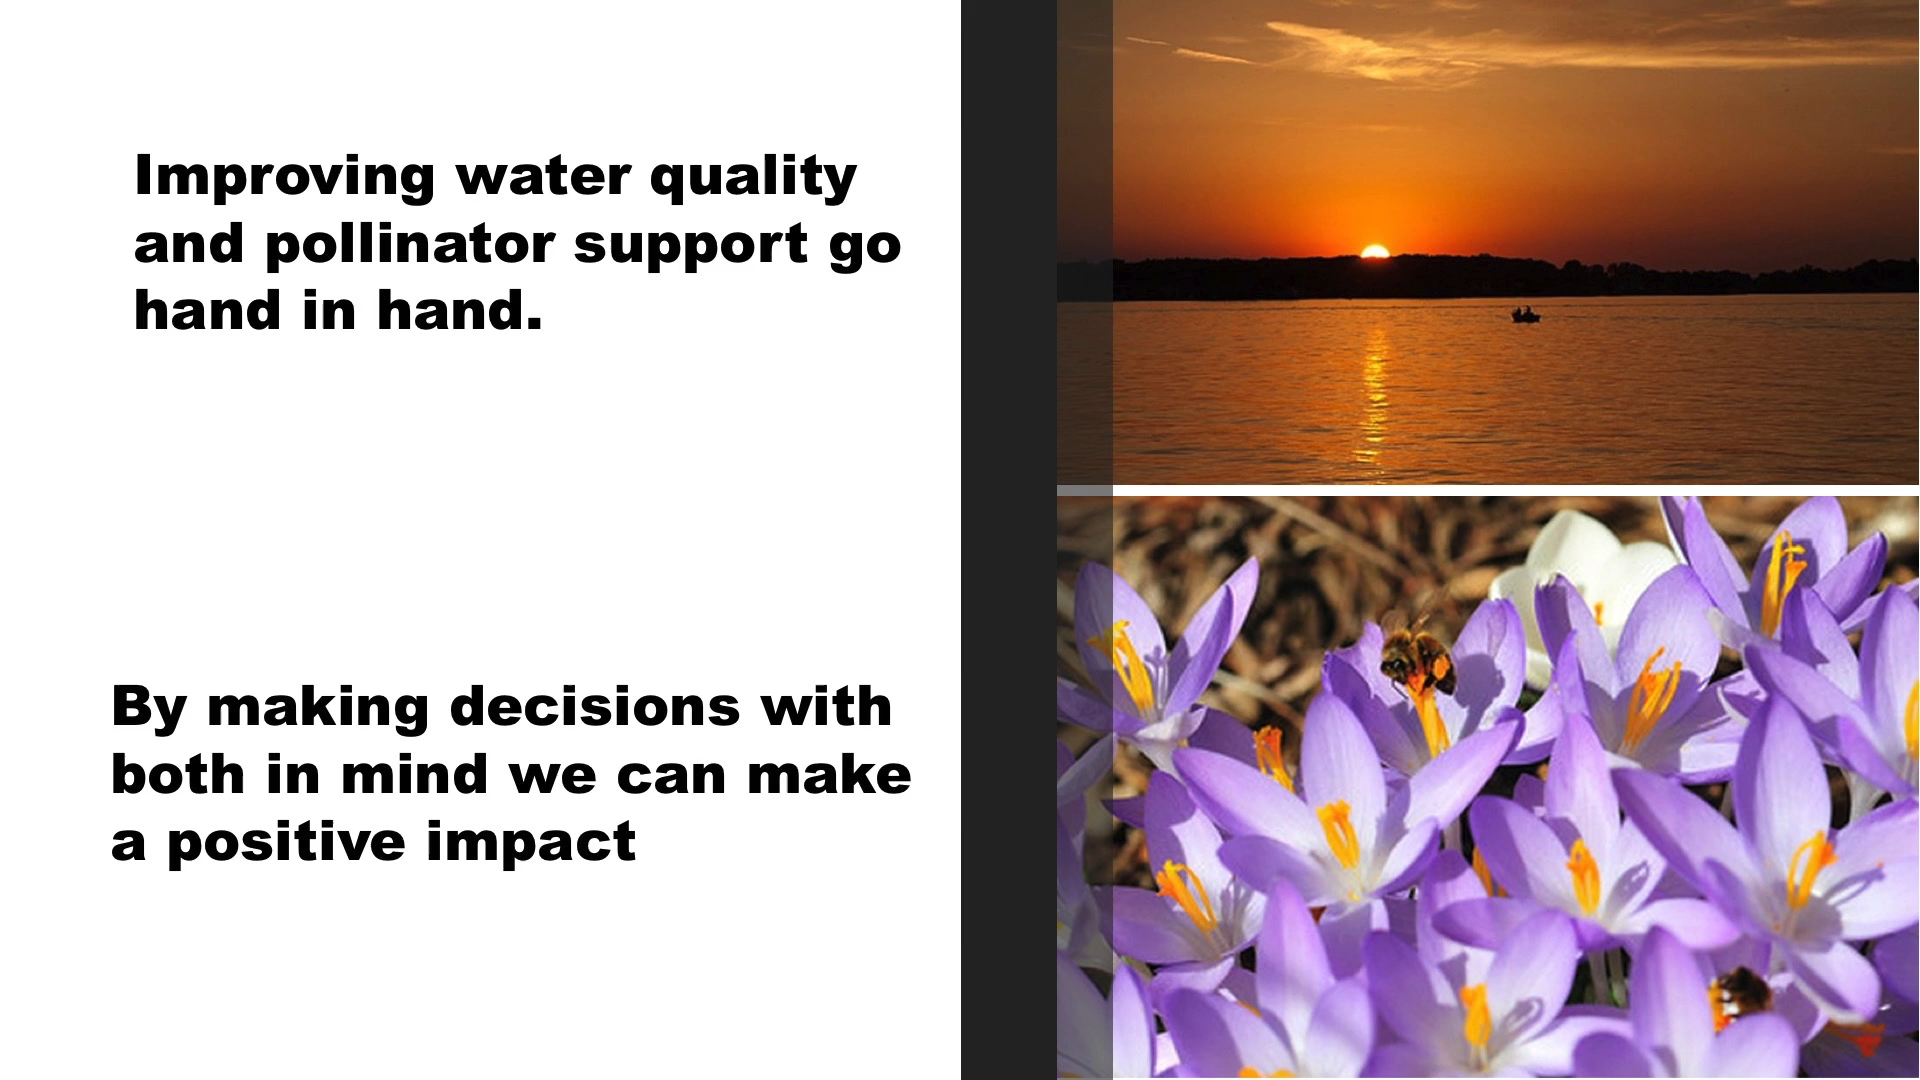 Improving water quality
and pollinator support go
hand in hand.
By making decisions with
both in mind we can make
a positive impact